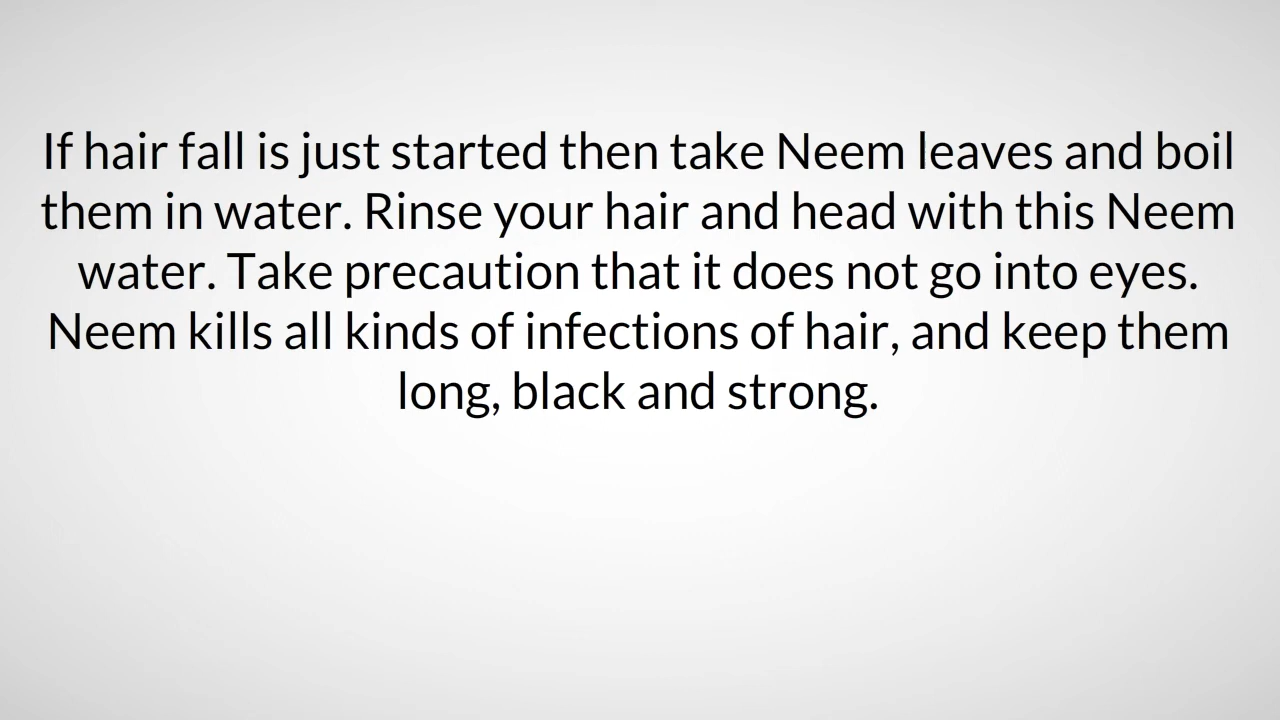 If hair fall is just started then take Neem leaves and boil
them in water. Rinse your hair and head with this Neem
water. Take precaution that it does not go into eyes.
Neem kills all kinds of infections of hair, and keep them
long, black and strong.